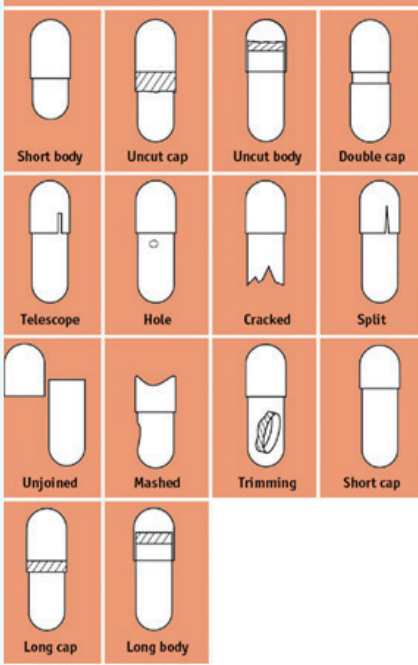 Short body
Uncut cap
Uncut body
Double cap
Telescope
Hole
Cracked
Split
Unjoined
Mashed
Trimming
Short cap
Long cap
Long body